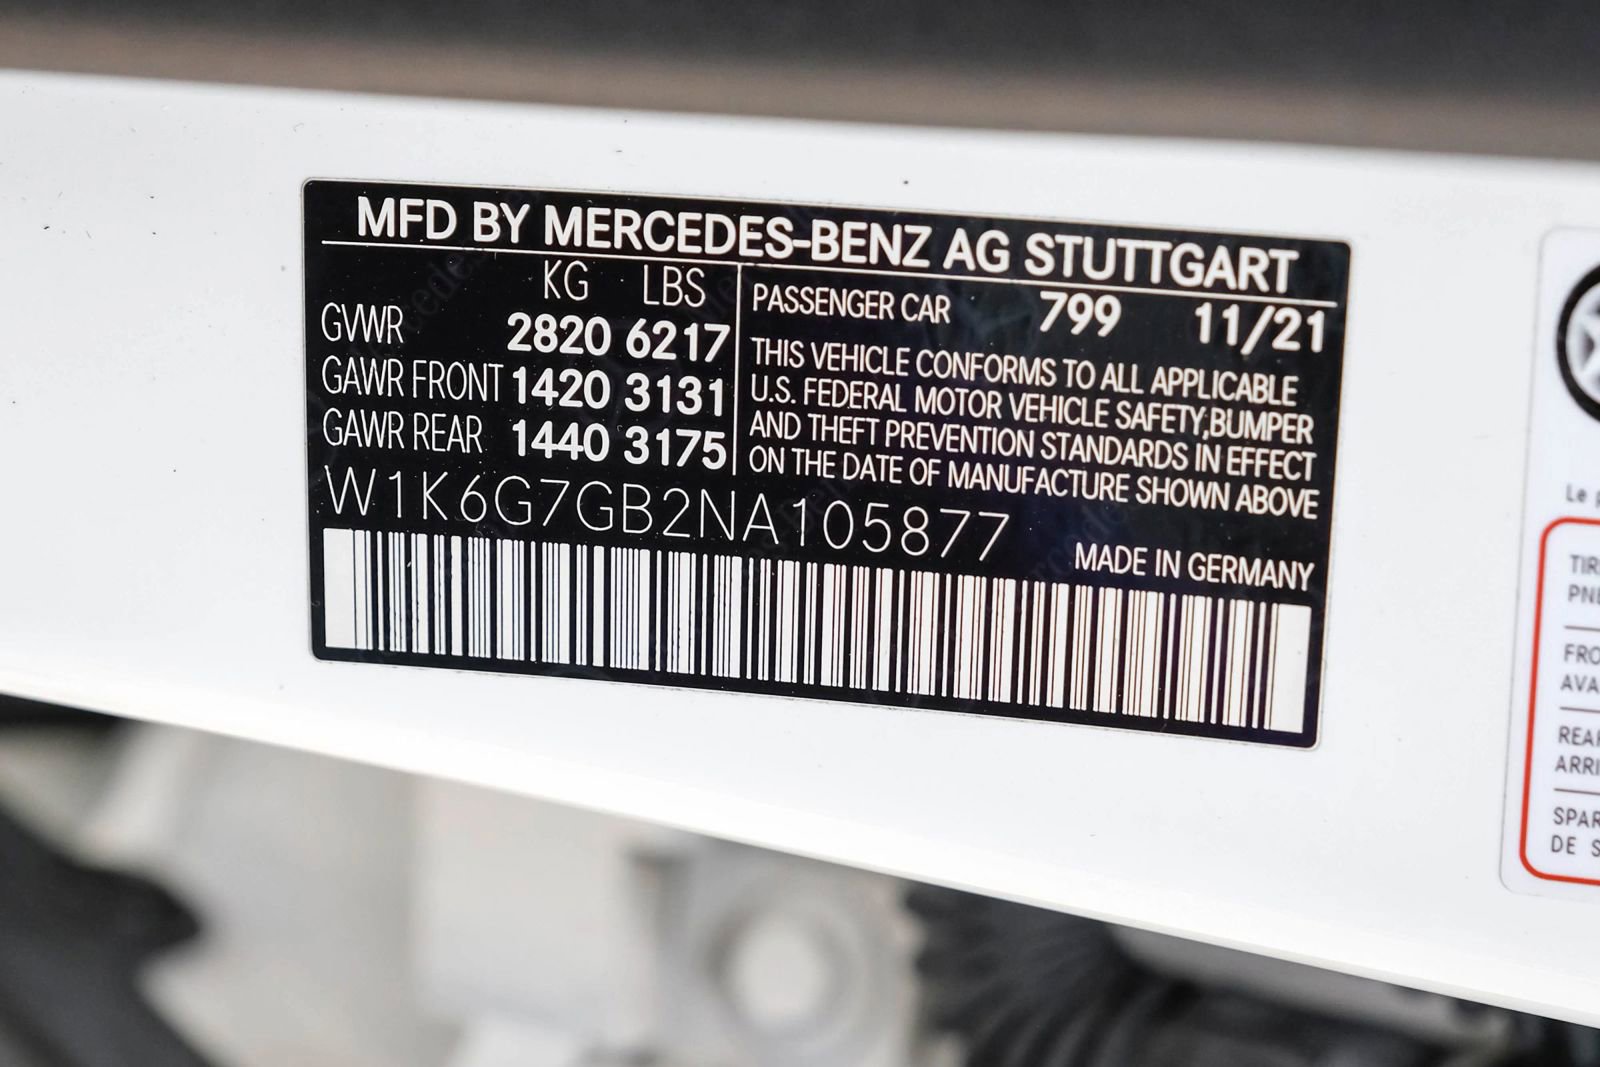 MFD BY MERCEDES-BENZ AG STUTTGART
KG LBS
GVWR 2820 6217
GAWR FRONT 1420 3131
GAWR REAR 1440 3175
PASSENGER CAR 799 11/21
THIS VEHICLE CONFORMS TO ALL APPLICABLE
U.S. FEDERAL MOTOR VEHICLE SAFETY,BUMPER
AND THEFT PREVENTION STANDARDS IN EFFECT
ON THE DATE OF MANUFACTURE SHOWN ABOVE
W1K6G7GB2NA105877
MADE IN GERMANY
Le
DE